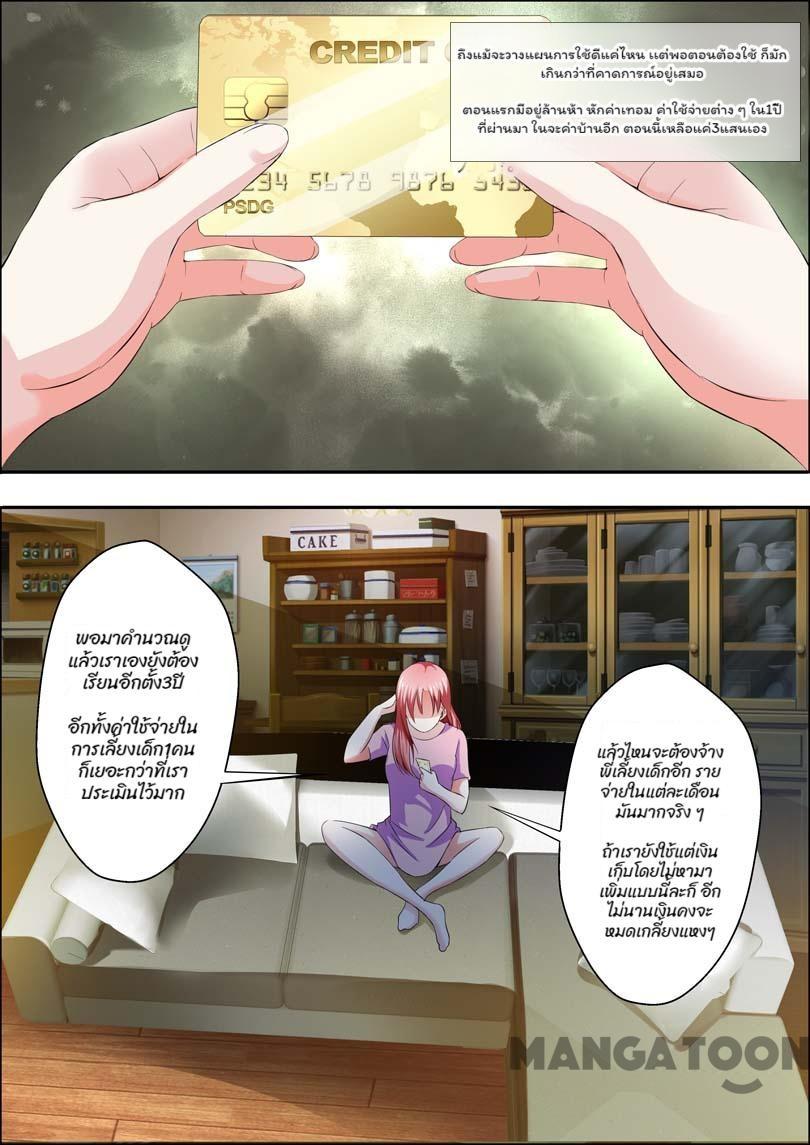 CREDIT C
ถึงแม้จะวางแผนการใช้ดีแค่ไหน แต่พอตอนต้องใช้ ก็มัก
เกินกว่าที่คาดการณ์อยู่เสมอ
ตอนแรกมีอยู่ล้านห้า หักค่าเทอม ค่าใช้จ่ายต่าง ๆ ใน1ปี
ที่ผ่านมา ไหนจะค่าบ้านอีก ตอนนี้เหลือแค่3แสนเอง
1234 5678 9876 543
PSDG
CAKE
พอมาคำนวณดู
แล้วเราเองยังต้อง
เรียนอีกตั้ง3ปี
อีกทั้งค่าใช้จ่ายใน
การเลี้ยงเด็ก1คน
ก็เยอะกว่าที่เรา
ประเมินไว้มาก
แล้วไหนจะต้องจ้าง
พี่เลี้ยงเด็กอีก ราย
จ่ายในแต่ละเดือน
มันมากจริง ๆ
ถ้าเรายังใช้แต่เงิน
เก็บโดยไม่หามา
เพิ่มแบบนี้ละก็ อีก
ไม่นานเงินคงจะ
หมดเกลี้ยงแหงๆ
MANGATOON